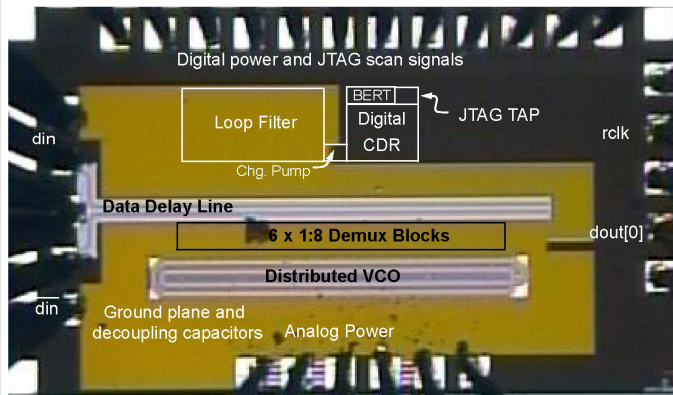 Digital power and JTAG scan signals
BERT
Loop Filter
Digital
CDR
JTAG TAP
din
rclk
Chg. Pump
Data Delay Line
6 x 1:8 Demux Blocks
dout[0]
Distributed VCO
din
Ground plane and
decoupling capacitors
Analog Power